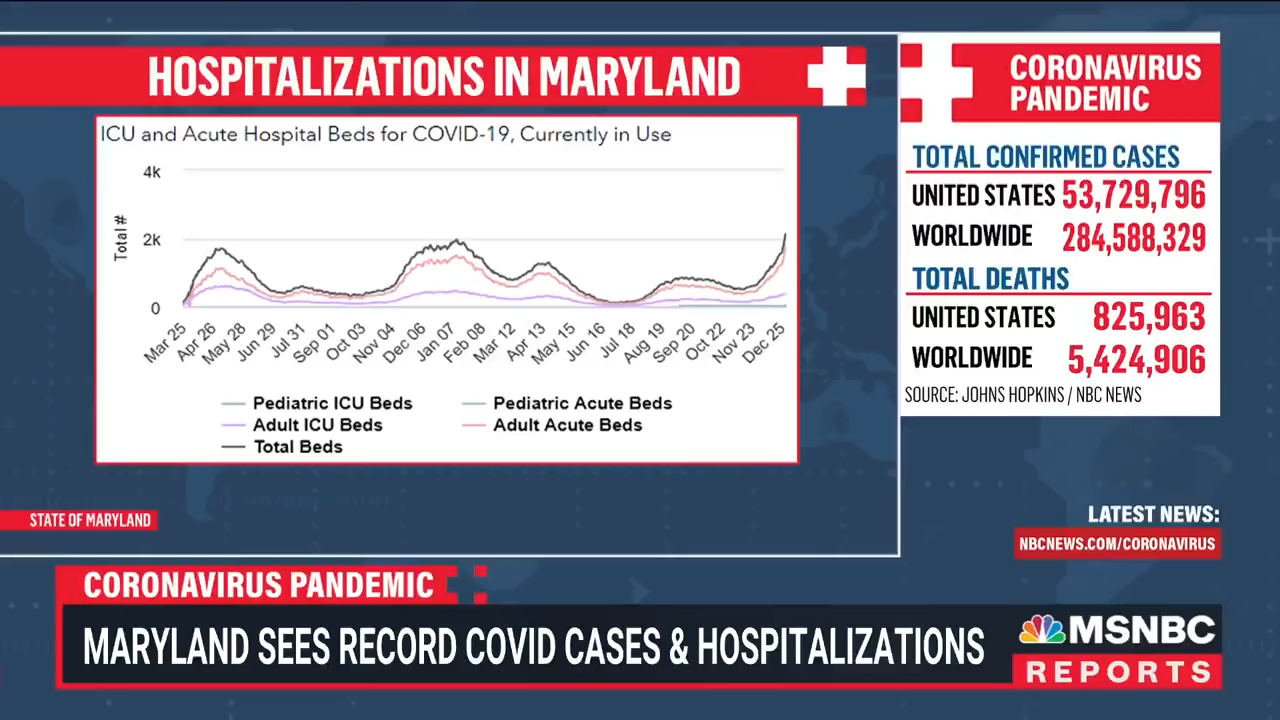 HOSPITALIZATIONS IN MARYLAND
ICU and Acute Hospital Beds for COVID-19, Currently in Use
4k
2k
0
Total #
Mar 25
Apr 26
May 28
Jun 29
Jul 31
Sep 01
Oct 03
Nov 04
Dec 06
Jan 07
Feb 08
Mar 12
Apr 13
May 15
Jun 16
Jul 18
Aug 19
Sep 20
Oct 22
Nov 23
Dec 25
Pediatric ICU Beds
Pediatric Acute Beds
Adult ICU Beds
Adult Acute Beds
Total Beds
STATE OF MARYLAND
CORONAVIRUS
PANDEMIC
TOTAL CONFIRMED CASES
UNITED STATES 53,729,796
WORLDWIDE 284,588,329
TOTAL DEATHS
UNITED STATES 825,963
WORLDWIDE 5,424,906
SOURCE: JOHNS HOPKINS / NBC NEWS
LATEST NEWS:
NBCNEWS.COM/CORONAVIRUS
CORONAVIRUS PANDEMIC
MARYLAND SEES RECORD COVID CASES & HOSPITALIZATIONS
MSNBC
REPORTS